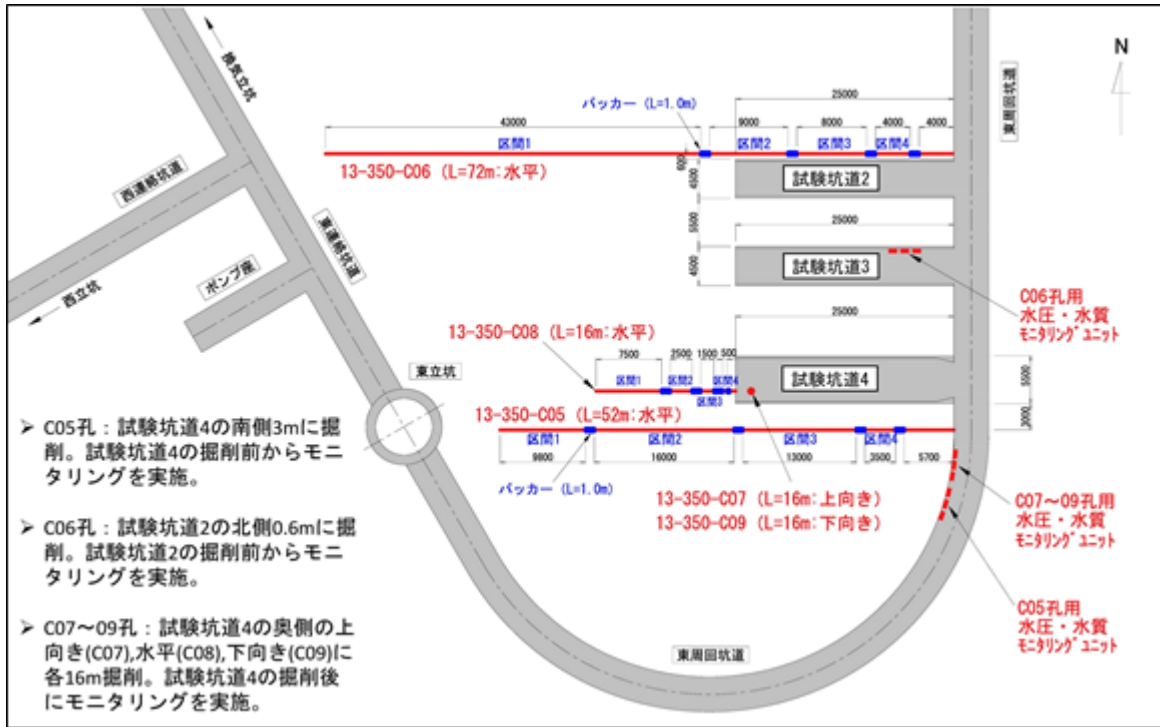 N
換気立坑
東周回坑道
25000
パッカー (L=1.0m)
43000
9000
8000
4000
4000
区間1
区間2
区間3
区間4
13-350-C06 (L=72m:水平)
600
4500
試験坑道2
西連絡坑道
5500
25000
東連絡坑道
4500
試験坑道3
ポンプ座
西立坑
C06孔用
水圧・水質
モニタリングユニット
25000
13-350-C08 (L=16m:水平)
7500
2500
1500
500
区間1
区間2
区間4
区間3
試験坑道4
5500
東立坑
13-350-C05 (L=52m:水平)
3000
区間1
区間2
区間3
区間4
9800
16000
13000
3500
5700
パッカー (L=1.0m)
13-350-C07 (L=16m:上向き)
13-350-C09 (L=16m:下向き)
C07～09孔用
水圧・水質
モニタリングユニット
C05孔用
水圧・水質
モニタリングユニット
東周回坑道
➢ C05孔：試験坑道4の南側3mに掘
削。試験坑道4の掘削前からモニ
タリングを実施。
➢ C06孔：試験坑道2の北側0.6mに掘
削。試験坑道2の掘削前からモニ
タリングを実施。
➢ C07～09孔：試験坑道4の奥側の上
向き(C07),水平(C08),下向き(C09)に
各16m掘削。試験坑道4の掘削後
にモニタリングを実施。